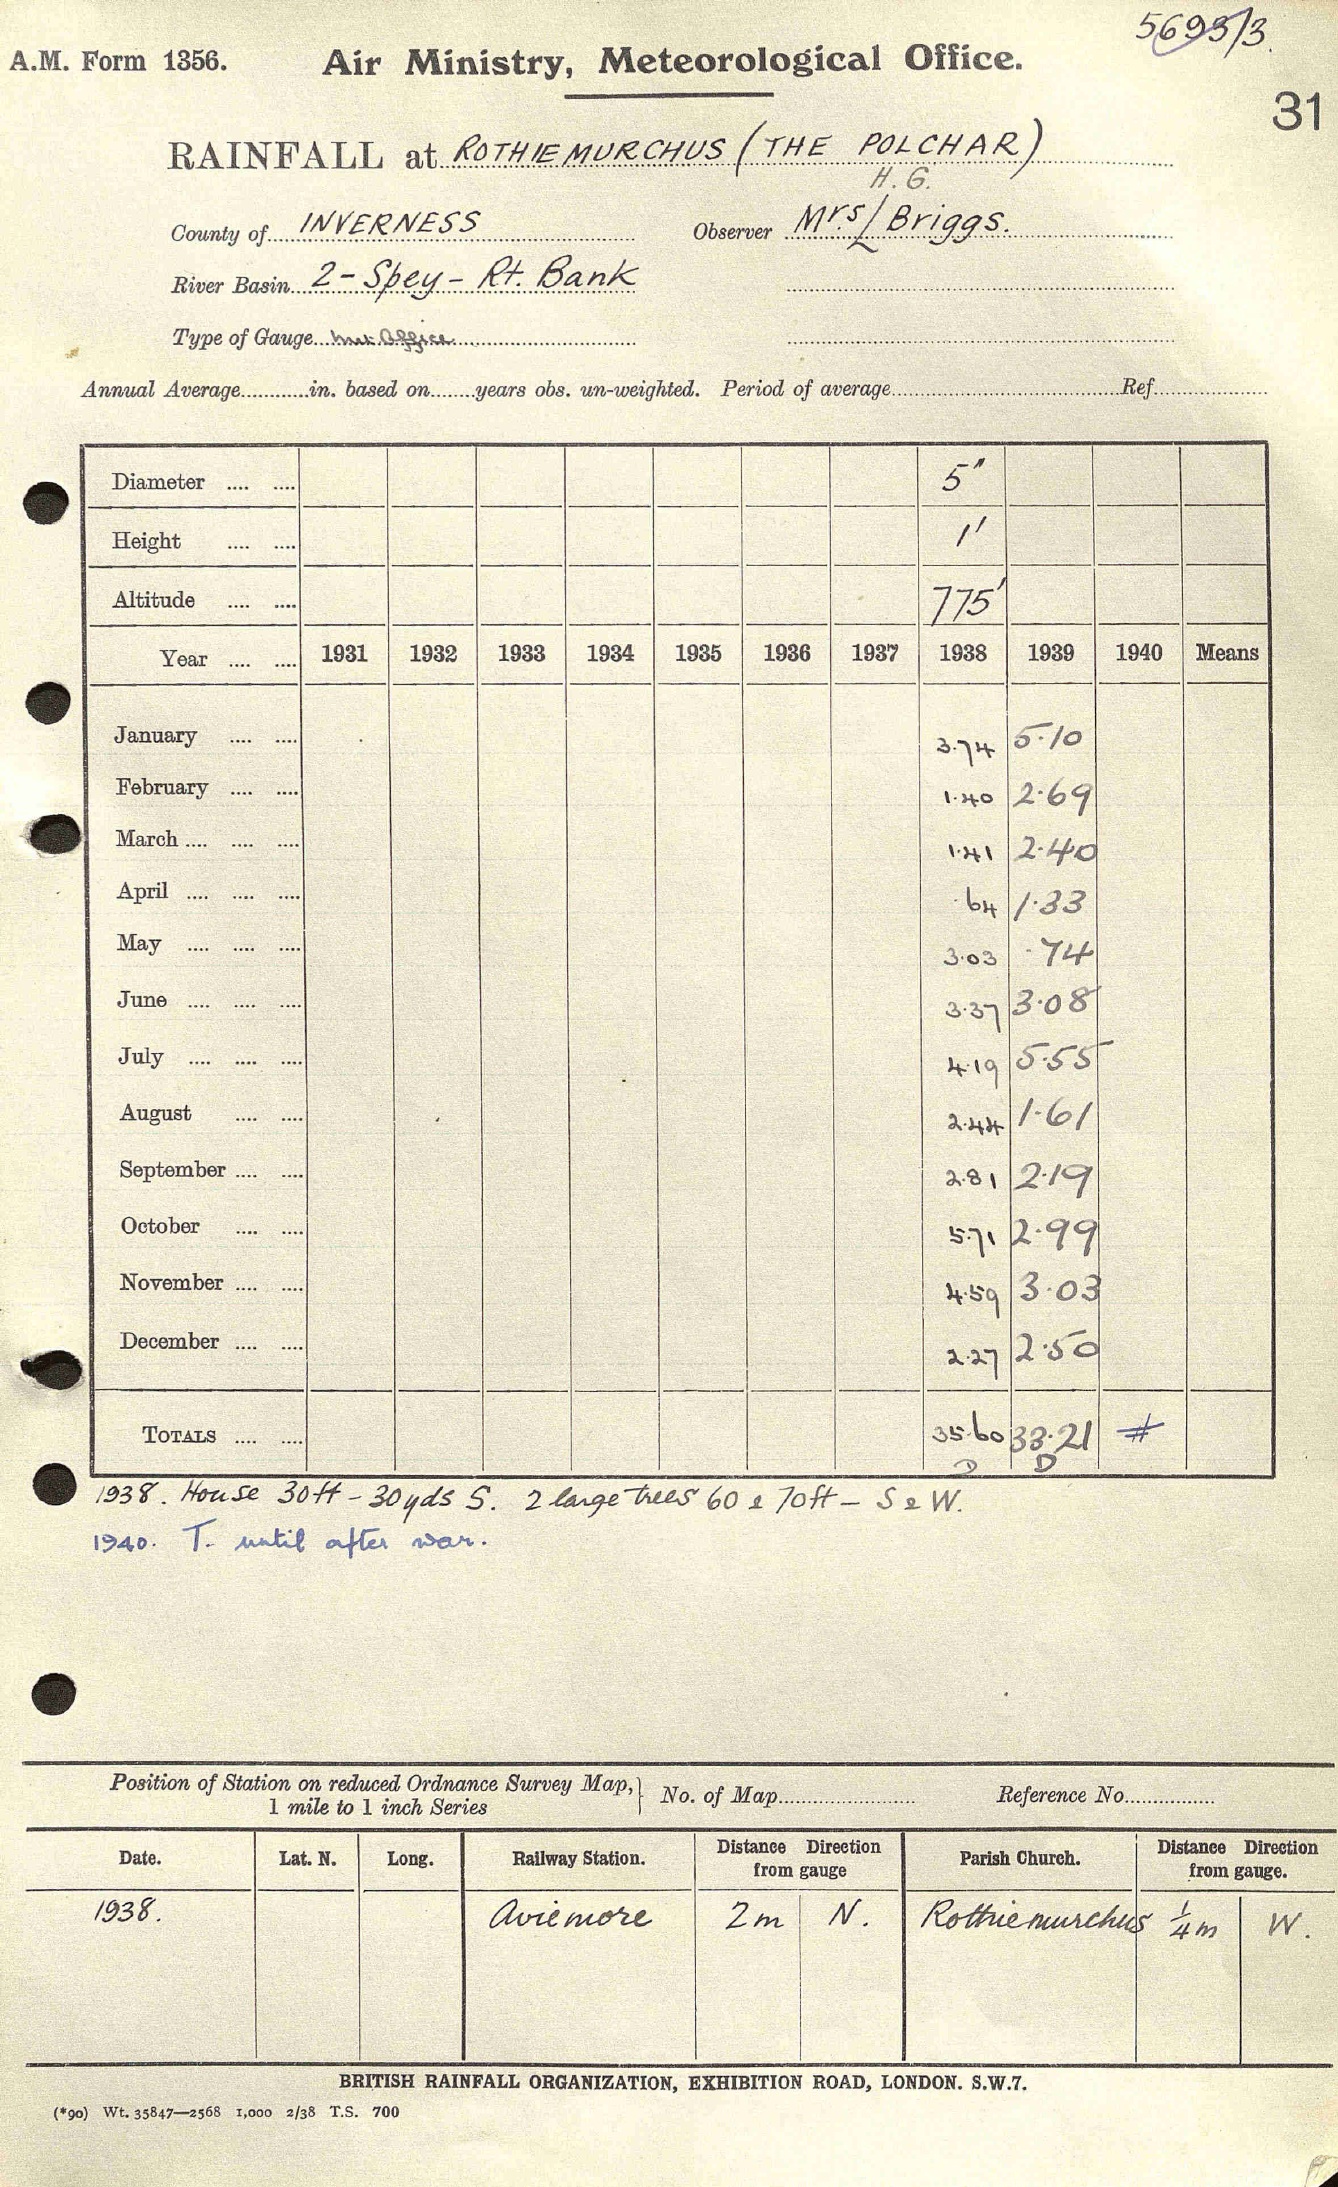 5693/3.
A.M. Form 1356. Air Ministry, Meteorological Office.
31
RAINFALL at ROTHIEMURCHUS (THE POLCHAR)
H. G.
County of INVERNESS Observer Mrs. / Briggs.
River Basin 2 - Spey - Rt. Bank
Type of Gauge Met. Office
Annual Average............in. based on........years obs. un-weighted. Period of average............Ref............
Diameter .... .... 5"
Height .... .... 1'
Altitude .... .... 775'
Year .... .... 1931 1932 1933 1934 1935 1936 1937 1938 1939 1940 Means
January .... .... 3.74 5.10
February .... .... 1.40 2.69
March .... .... .... 1.41 2.40
April .... .... .... .64 1.33
May .... .... .... 3.03 .74
June .... .... .... 3.37 3.08
July .... .... .... 4.19 5.55
August .... .... 2.44 1.61
September .... .... 2.81 2.19
October .... .... 5.71 2.99
November .... .... 4.59 3.03
December .... .... 2.27 2.50
TOTALS .... .... 35.60 33.21 #
D D
1938. House 30ft - 30yds S. 2 large trees 60 & 70ft - S & W.
1940. T. until after war.
Position of Station on reduced Ordnance Survey Map,} No. of Map............ Reference No............
1 mile to 1 inch Series
Date. Lat. N. Long. Railway Station. Distance Direction from gauge Parish Church. Distance Direction from gauge.
1938. Aviemore 2m N. Rothiemurchus 1/4 m W.
BRITISH RAINFALL ORGANIZATION, EXHIBITION ROAD, LONDON. S.W.7.
(*90) Wt. 35847—2568 1,000 2/38 T.S. 700